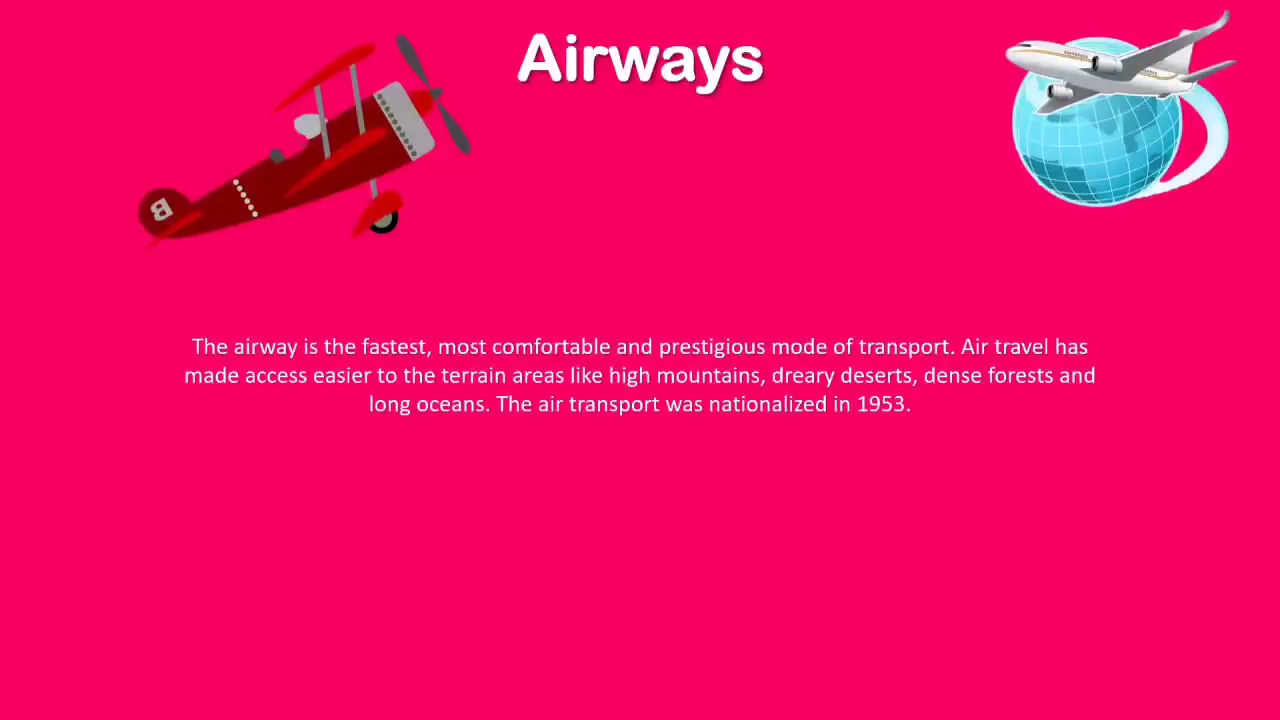 Airways
B
The airway is the fastest, most comfortable and prestigious mode of transport. Air travel has
made access easier to the terrain areas like high mountains, dreary deserts, dense forests and
long oceans. The air transport was nationalized in 1953.